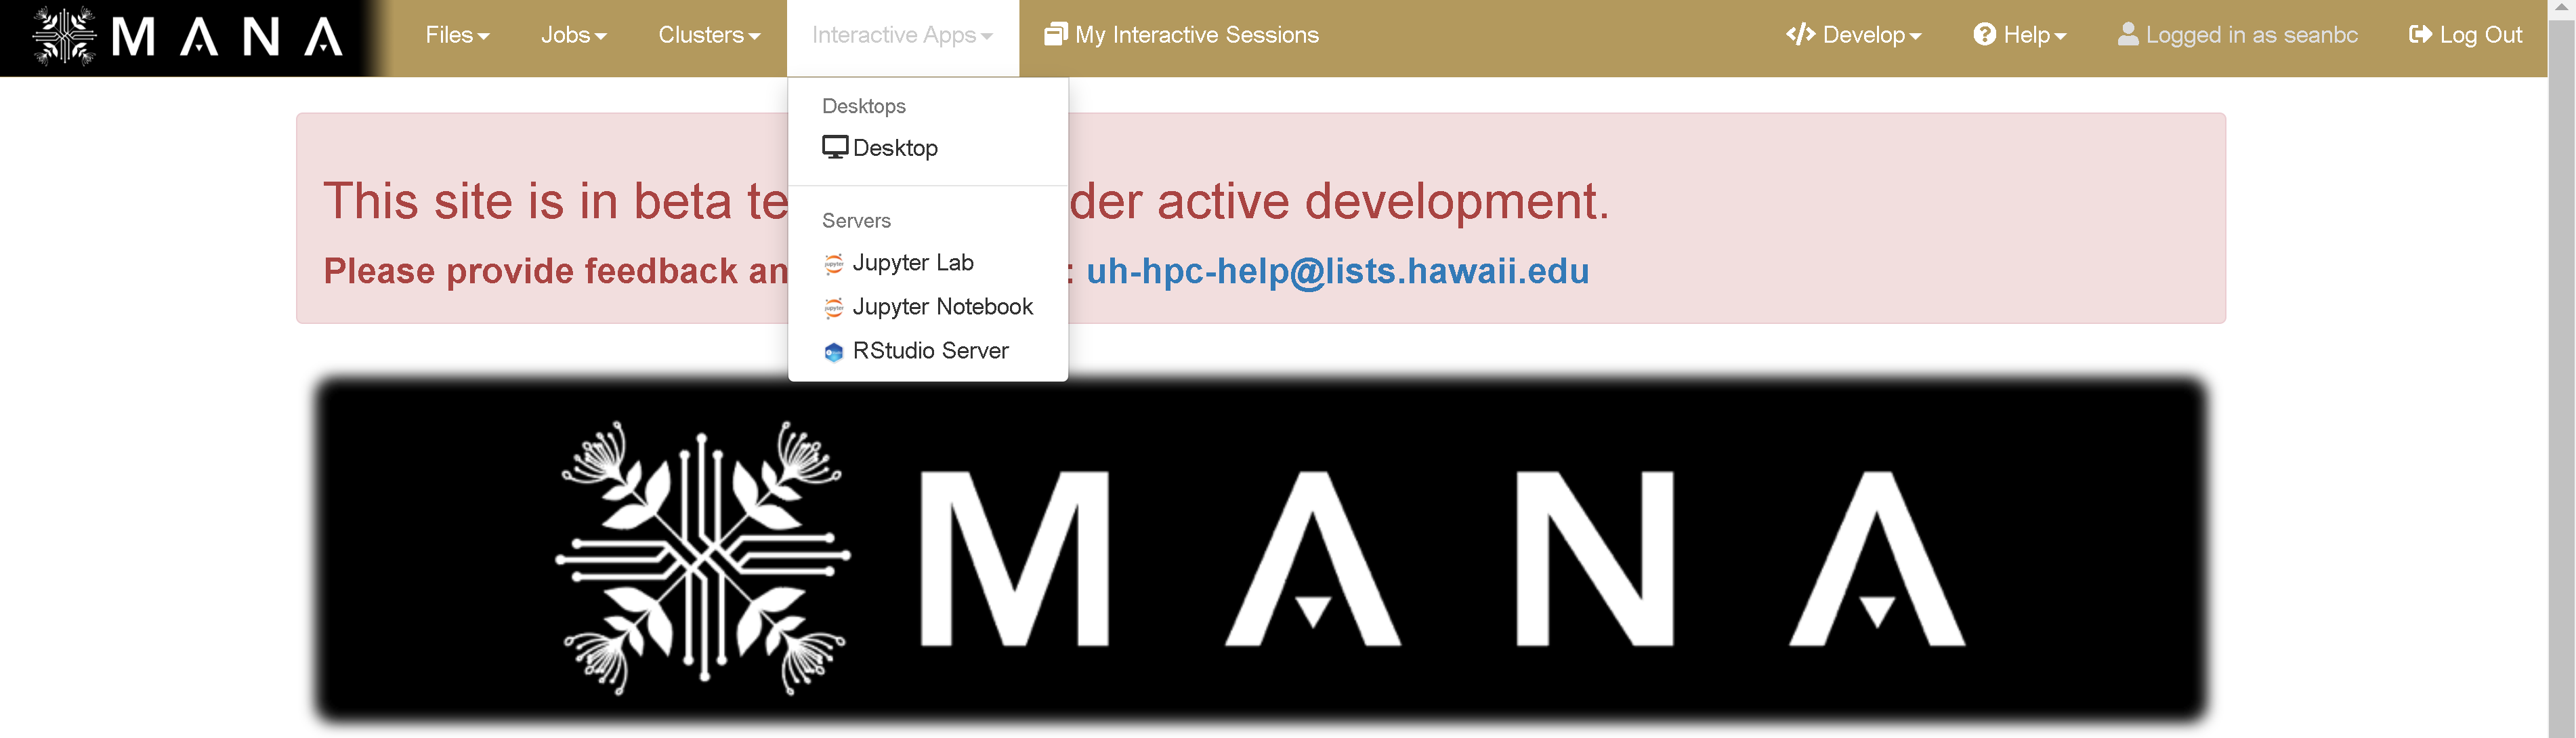 MANA Files Jobs Clusters Interactive Apps My Interactive Sessions Develop Help Logged in as seanbc Log Out
Desktops
Desktop
Servers
Jupyter Lab
Jupyter Notebook
RStudio Server
This site is in beta te der active development.
Please provide feedback an : uh-hpc-help@lists.hawaii.edu
MANA